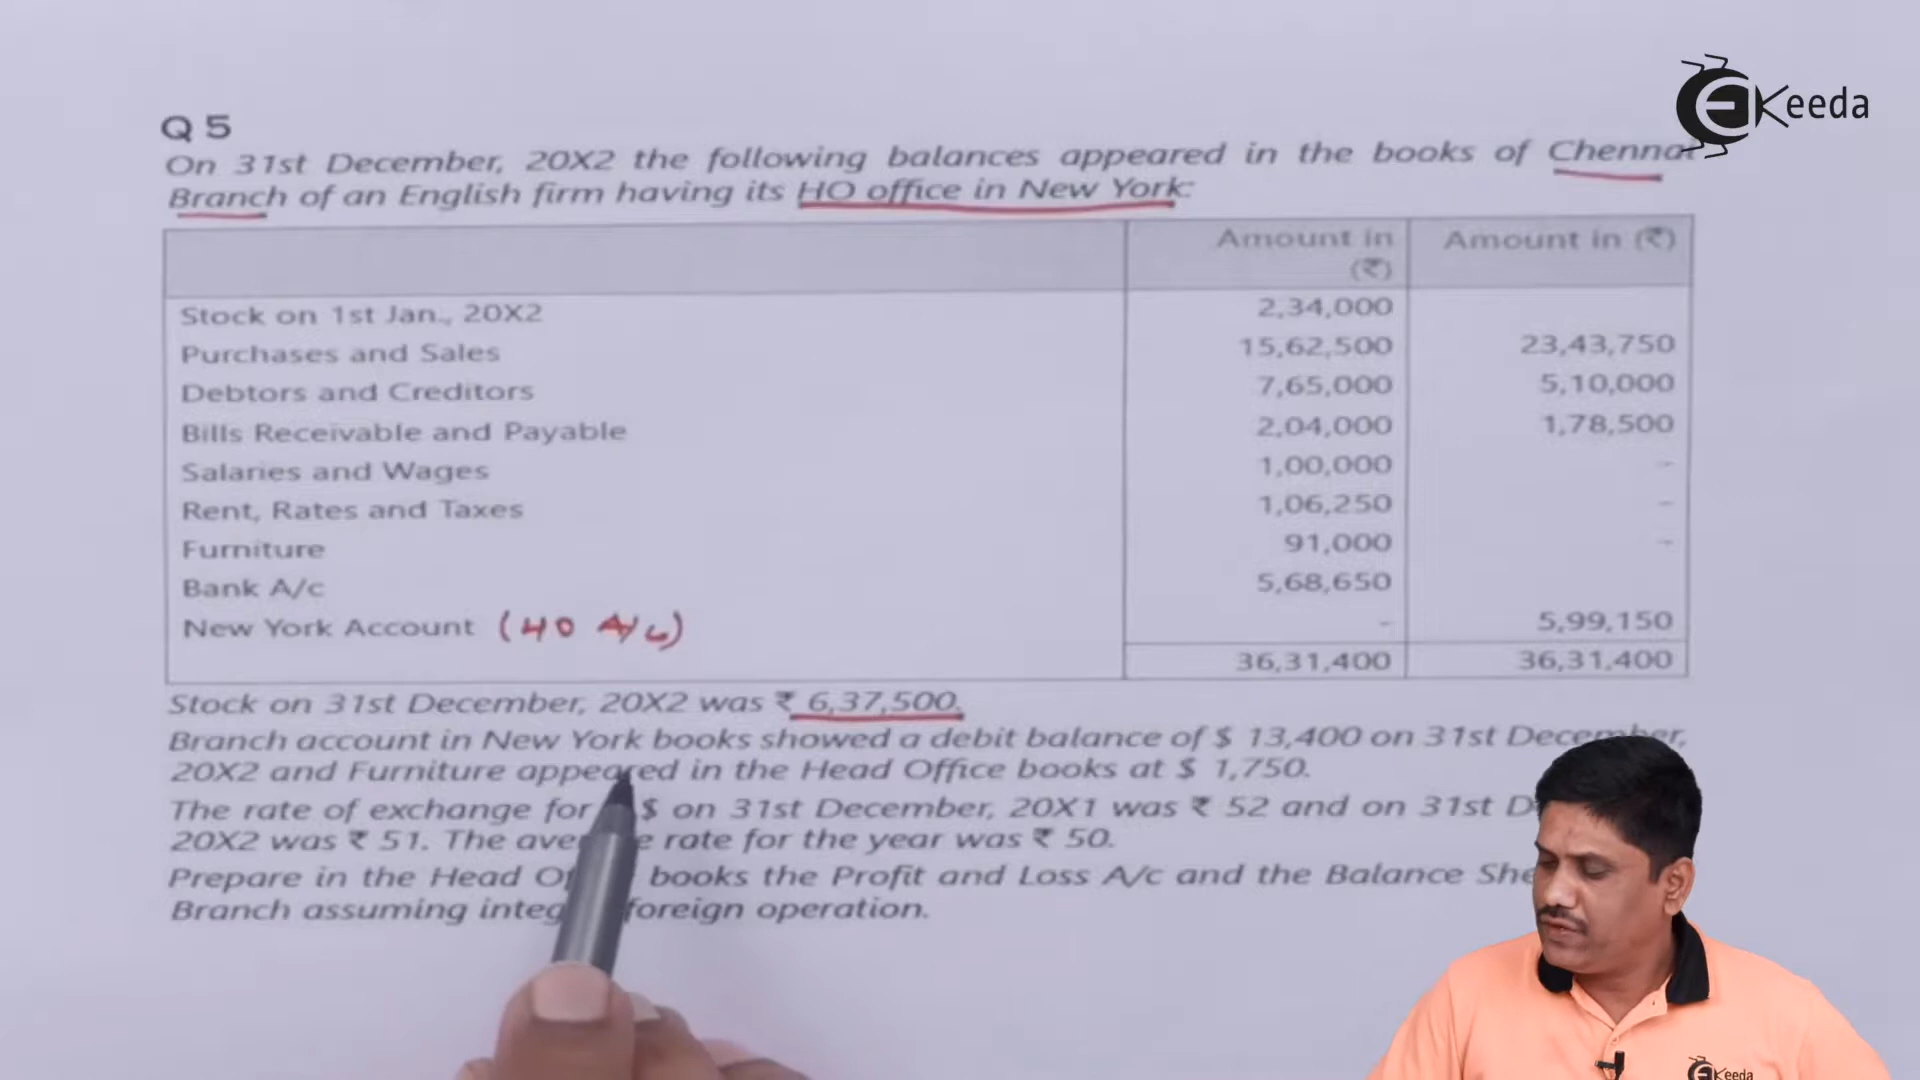 Keeda
Q 5
On 31st December, 20X2 the following balances appeared in the books of Chennai
Branch of an English firm having its HO office in New York:
Amount in (₹) Amount in (₹)
Stock on 1st Jan., 20X2 2,34,000
Purchases and Sales 15,62,500 23,43,750
Debtors and Creditors 7,65,000 5,10,000
Bills Receivable and Payable 2,04,000 1,78,500
Salaries and Wages 1,00,000 -
Rent, Rates and Taxes 1,06,250 -
Furniture 91,000 -
Bank A/c 5,68,650
New York Account (HO A/c) - 5,99,150
36,31,400 36,31,400
Stock on 31st December, 20X2 was ₹ 6,37,500.
Branch account in New York books showed a debit balance of $ 13,400 on 31st December,
20X2 and Furniture appeared in the Head Office books at $ 1,750.
The rate of exchange for $ on 31st December, 20X1 was ₹ 52 and on 31st
20X2 was ₹ 51. The rate for the year was ₹ 50.
Prepare in the Head books the Profit and Loss A/c and the Balance
Branch assuming foreign operation.
Keeda